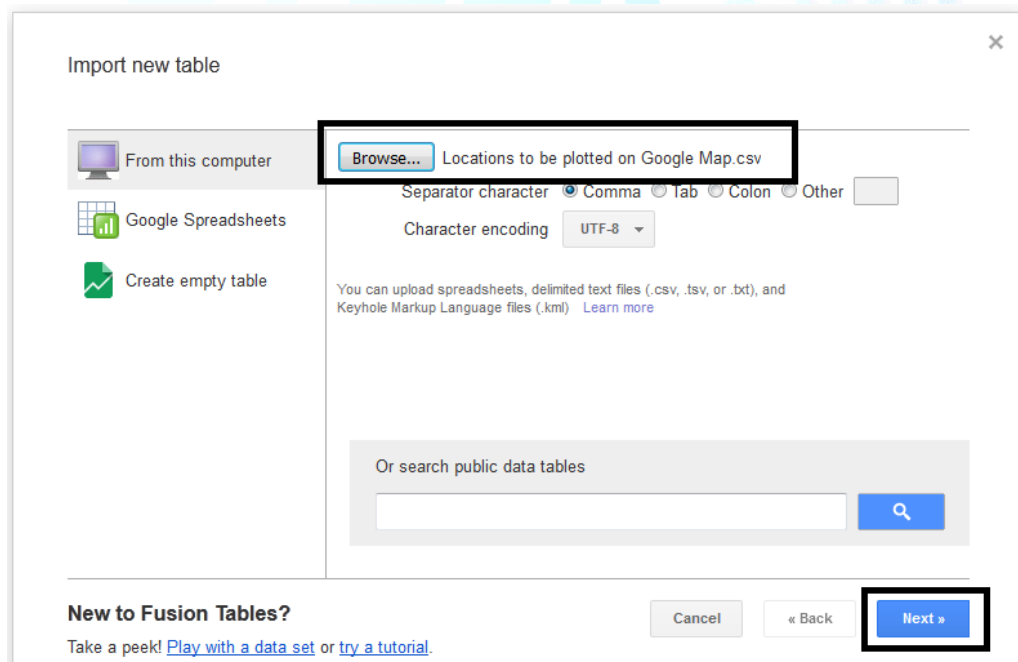 ×
Import new table
From this computer
Google Spreadsheets
Create empty table
Browse... Locations to be plotted on Google Map.csv
Separator character Comma Tab Colon Other
Character encoding UTF-8
You can upload spreadsheets, delimited text files (.csv, .tsv, or .txt), and
Keyhole Markup Language files (.kml) Learn more
Or search public data tables
New to Fusion Tables?
Take a peek! Play with a data set or try a tutorial.
Cancel « Back Next »